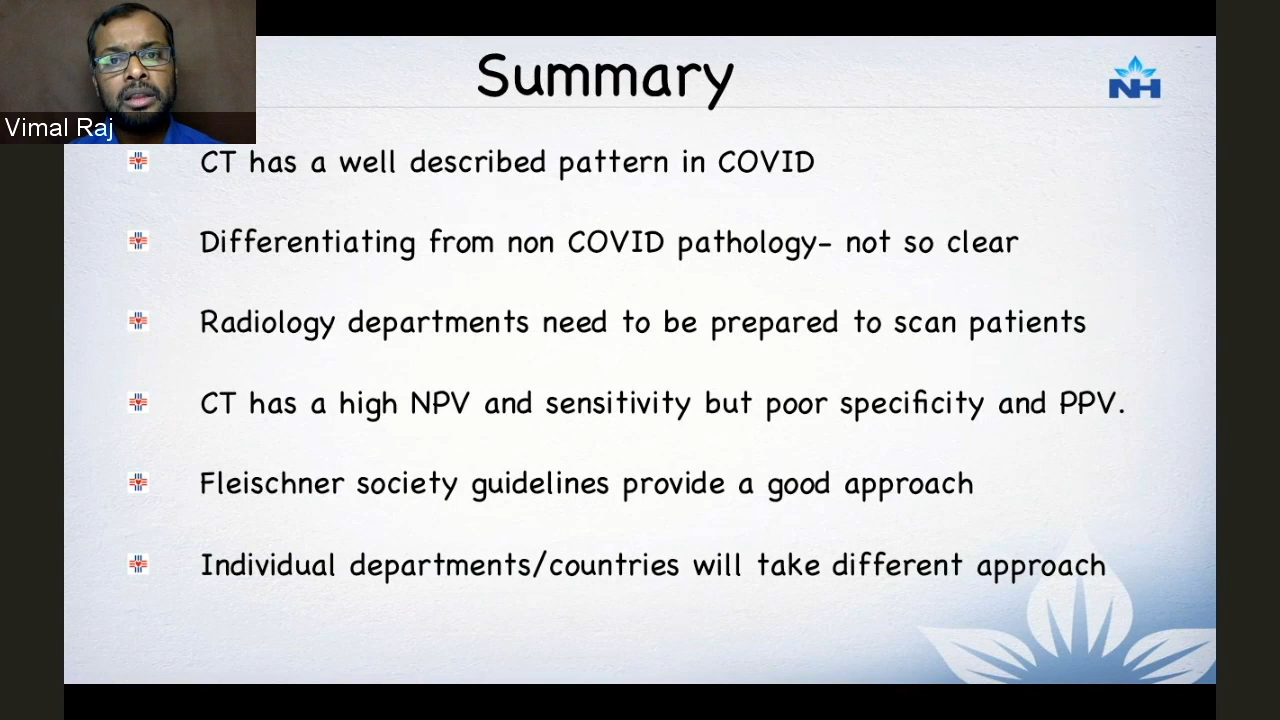 Summary
NH
Vimal Raj
CT has a well described pattern in COVID
Differentiating from non COVID pathology- not so clear
Radiology departments need to be prepared to scan patients
CT has a high NPV and sensitivity but poor specificity and PPV.
Fleischner society guidelines provide a good approach
Individual departments/countries will take different approach